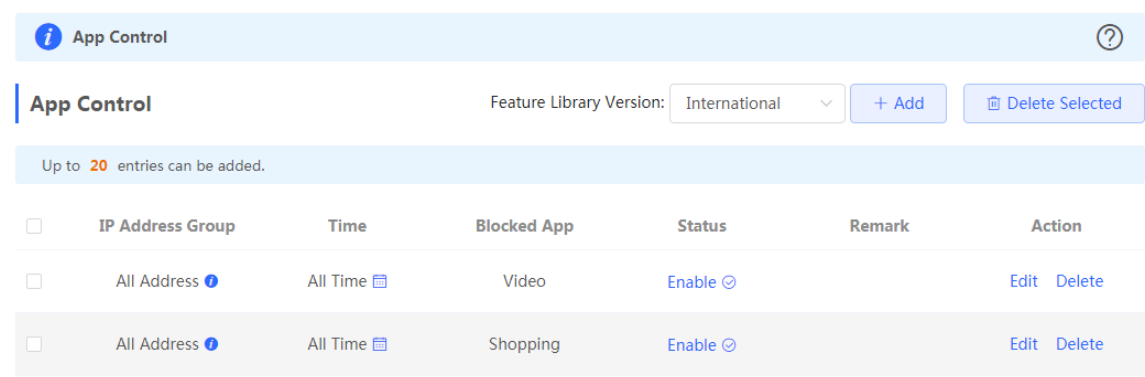 App Control
App Control Feature Library Version: International + Add Delete Selected
Up to 20 entries can be added.
IP Address Group Time Blocked App Status Remark Action
All Address All Time Video Enable Edit Delete
All Address All Time Shopping Enable Edit Delete